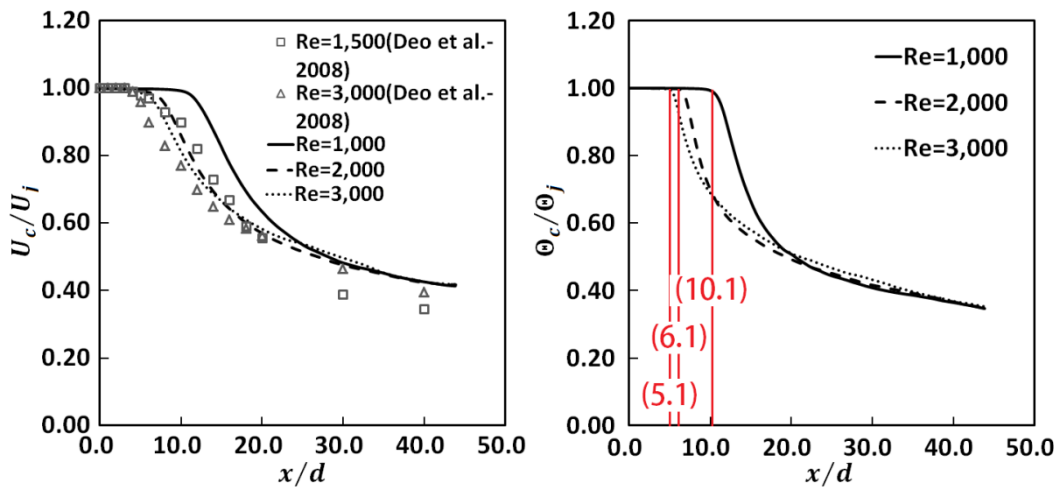 1.20
1.00
0.80
0.60
0.40
0.20
0.00
U_c/U_j
0.0
10.0
20.0
30.0
40.0
50.0
x/d
Re=1,500(Deo et al.-
2008)
Re=3,000(Deo et al.-
2008)
Re=1,000
Re=2,000
Re=3,000
1.20
1.00
0.80
0.60
0.40
0.20
0.00
Θ_c/Θ_j
0.0
10.0
20.0
30.0
40.0
50.0
x/d
Re=1,000
Re=2,000
Re=3,000
(10.1)
(6.1)
(5.1)